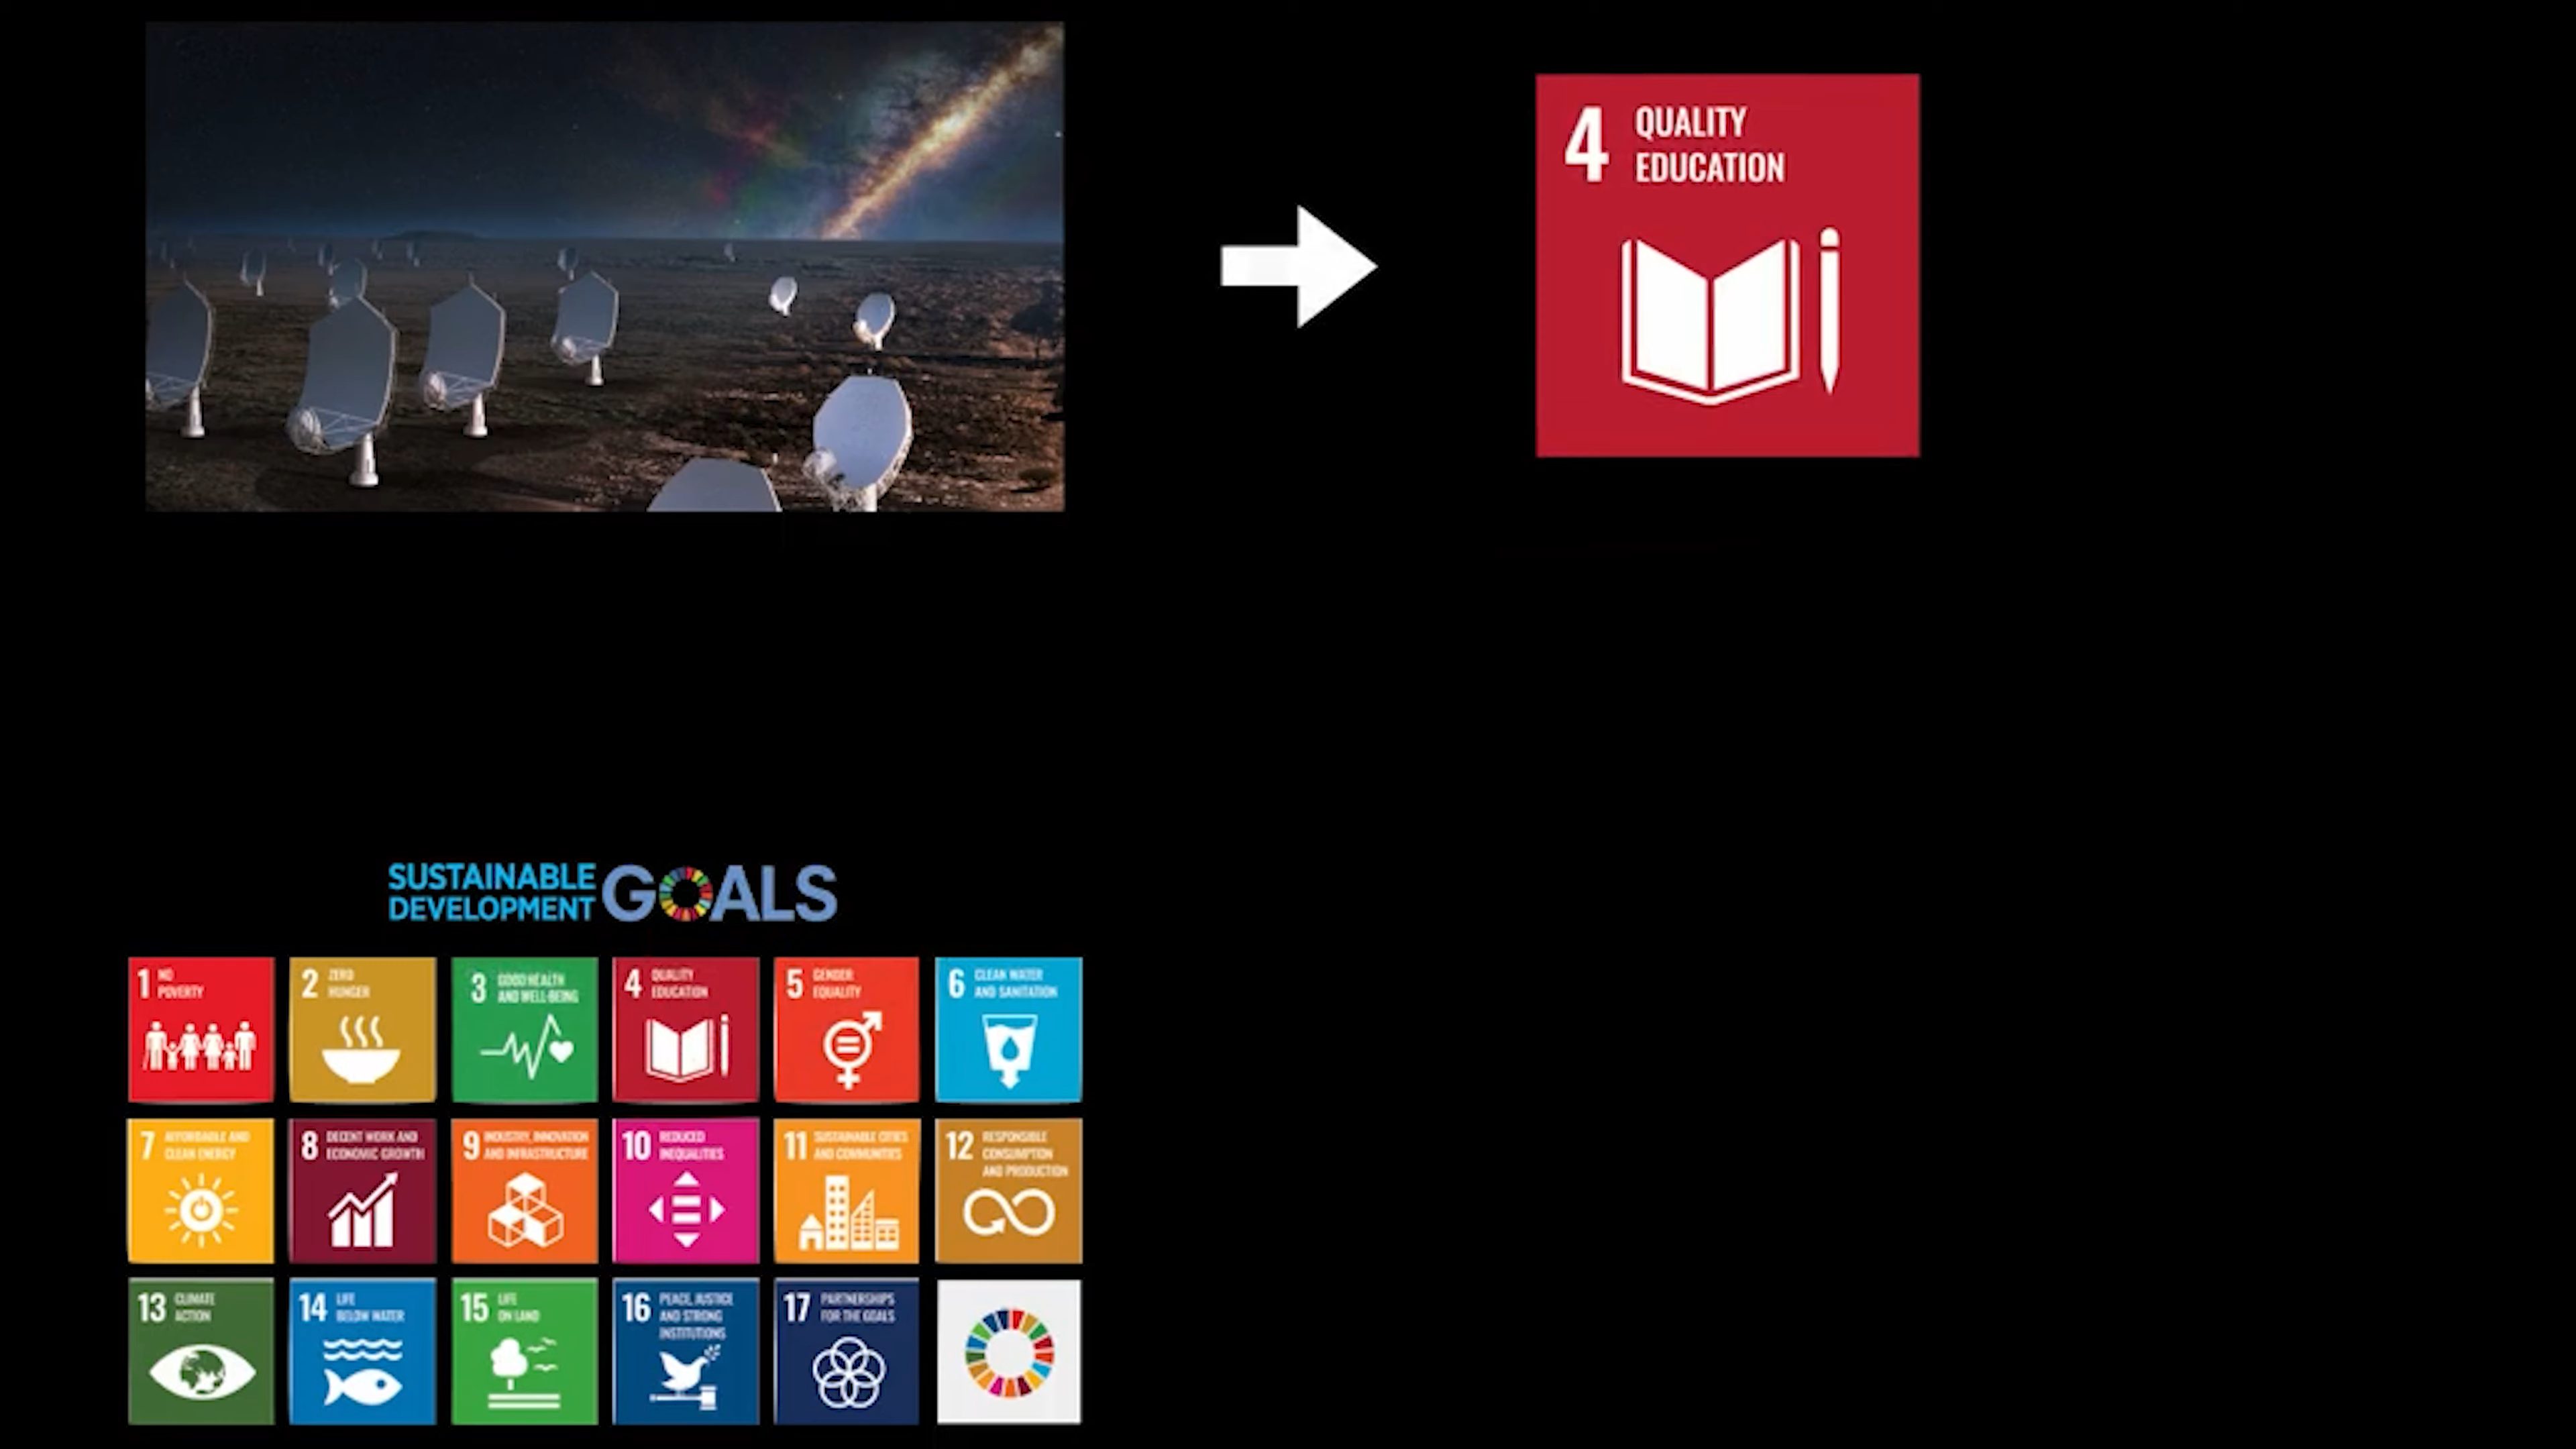 4 QUALITY
EDUCATION
SUSTAINABLE
DEVELOPMENT GOALS
1 NO
POVERTY
2 ZERO
HUNGER
3 GOOD HEALTH
AND WELL-BEING
4 QUALITY
EDUCATION
5 GENDER
EQUALITY
6 CLEAN WATER
AND SANITATION
7 AFFORDABLE AND
CLEAN ENERGY
8 DECENT WORK AND
ECONOMIC GROWTH
9 INDUSTRY, INNOVATION
AND INFRASTRUCTURE
10 REDUCED
INEQUALITIES
11 SUSTAINABLE CITIES
AND COMMUNITIES
12 RESPONSIBLE
CONSUMPTION
AND PRODUCTION
13 CLIMATE
ACTION
14 LIFE
BELOW WATER
15 LIFE
ON LAND
16 PEACE, JUSTICE
AND STRONG
INSTITUTIONS
17 PARTNERSHIPS
FOR THE GOALS